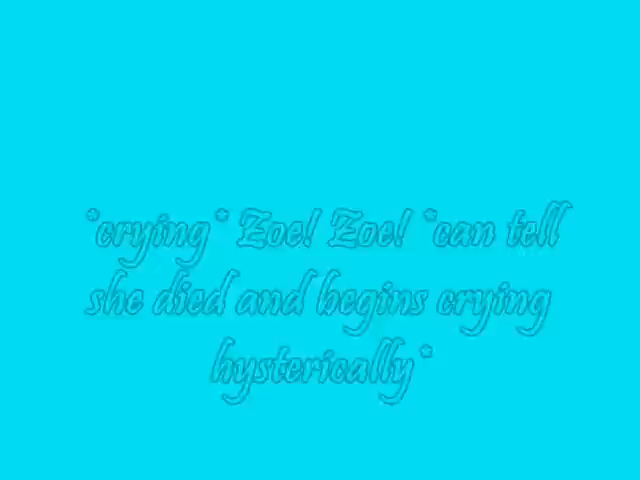 *crying* Zoe! Zoe! *can tell
she died and begins crying
hysterically*